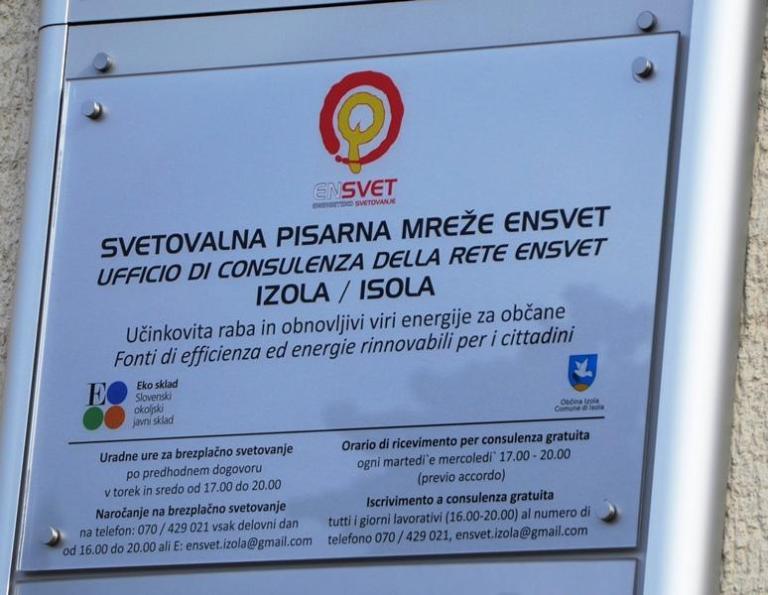 ENSVET
ENERGETSKO SVETOVANJE
SVETOVALNA PISARNA MREŽE ENSVET
UFFICIO DI CONSULENZA DELLA RETE ENSVET
IZOLA / ISOLA
Učinkovita raba in obnovljivi viri energije za občane
Fonti di efficienza ed energie rinnovabili per i cittadini
E
Eko sklad
Slovenski
okoljski
javni sklad
Občina Izola
Comune di Isola
Uradne ure za brezplačno svetovanje
po predhodnem dogovoru
v torek in sredo od 17.00 do 20.00
Naročanje na brezplačno svetovanje
na telefon: 070 / 429 021 vsak delovni dan
od 16.00 do 20.00 ali E: ensvet.izola@gmail.com
Orario di ricevimento per consulenza gratuita
ogni martedi`e mercoledi` 17.00 - 20.00
(previo accordo)
Iscrivimento a consulenza gratuita
tutti i giorni lavorativi (16.00-20.00) al numero di
telefono 070 / 429 021, ensvet.izola@gmail.com